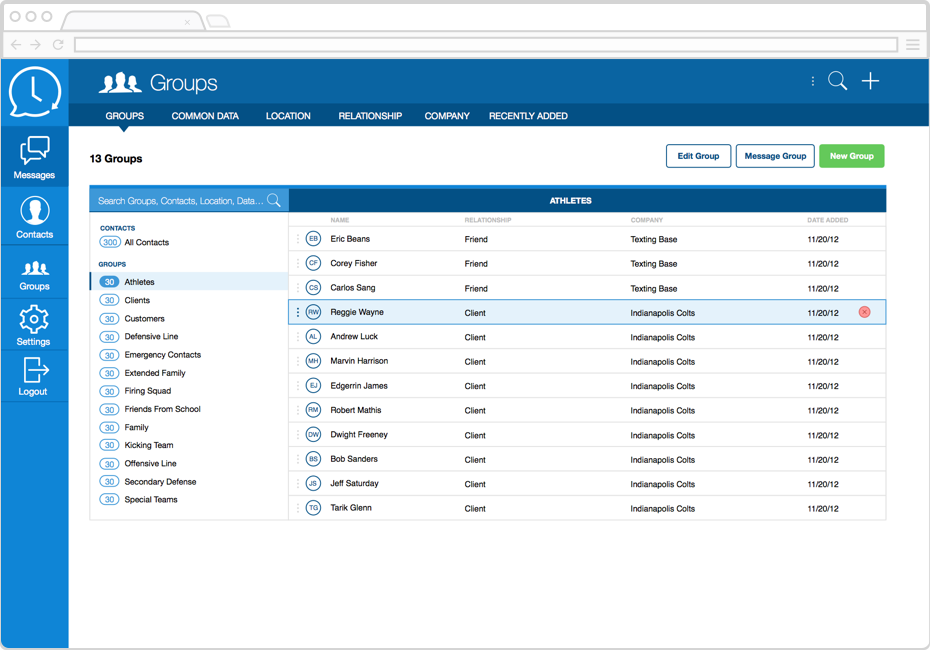 Groups
GROUPS COMMON DATA LOCATION RELATIONSHIP COMPANY RECENTLY ADDED
Messages
Contacts
Groups
Settings
Logout
13 Groups
Edit Group Message Group New Group
Search Groups, Contacts, Location, Data...
CONTACTS
300 All Contacts
GROUPS
30 Athletes
30 Clients
30 Customers
30 Defensive Line
30 Emergency Contacts
30 Extended Family
30 Firing Squad
30 Friends From School
30 Family
30 Kicking Team
30 Offensive Line
30 Secondary Defense
30 Special Teams
ATHLETES
NAME RELATIONSHIP COMPANY DATE ADDED
EB Eric Beans Friend Texting Base 11/20/12
CF Corey Fisher Friend Texting Base 11/20/12
CS Carlos Sang Friend Texting Base 11/20/12
RW Reggie Wayne Client Indianapolis Colts 11/20/12
AL Andrew Luck Client Indianapolis Colts 11/20/12
MH Marvin Harrison Client Indianapolis Colts 11/20/12
EJ Edgerrin James Client Indianapolis Colts 11/20/12
RM Robert Mathis Client Indianapolis Colts 11/20/12
DW Dwight Freeney Client Indianapolis Colts 11/20/12
BS Bob Sanders Client Indianapolis Colts 11/20/12
JS Jeff Saturday Client Indianapolis Colts 11/20/12
TG Tarik Glenn Client Indianapolis Colts 11/20/12